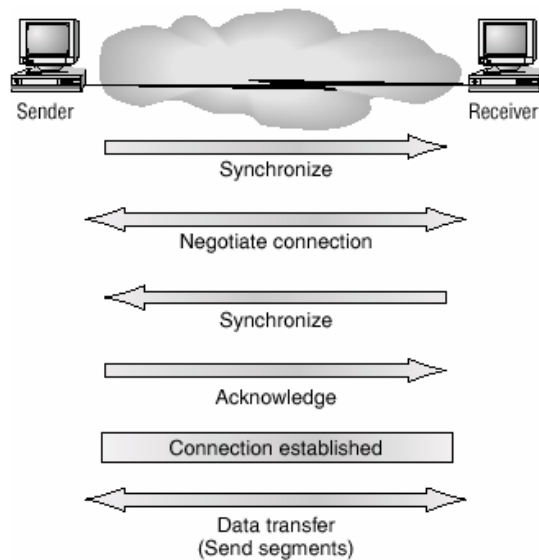 Sender
Receiver
Synchronize
Negotiate connection
Synchronize
Acknowledge
Connection established
Data transfer
(Send segments)